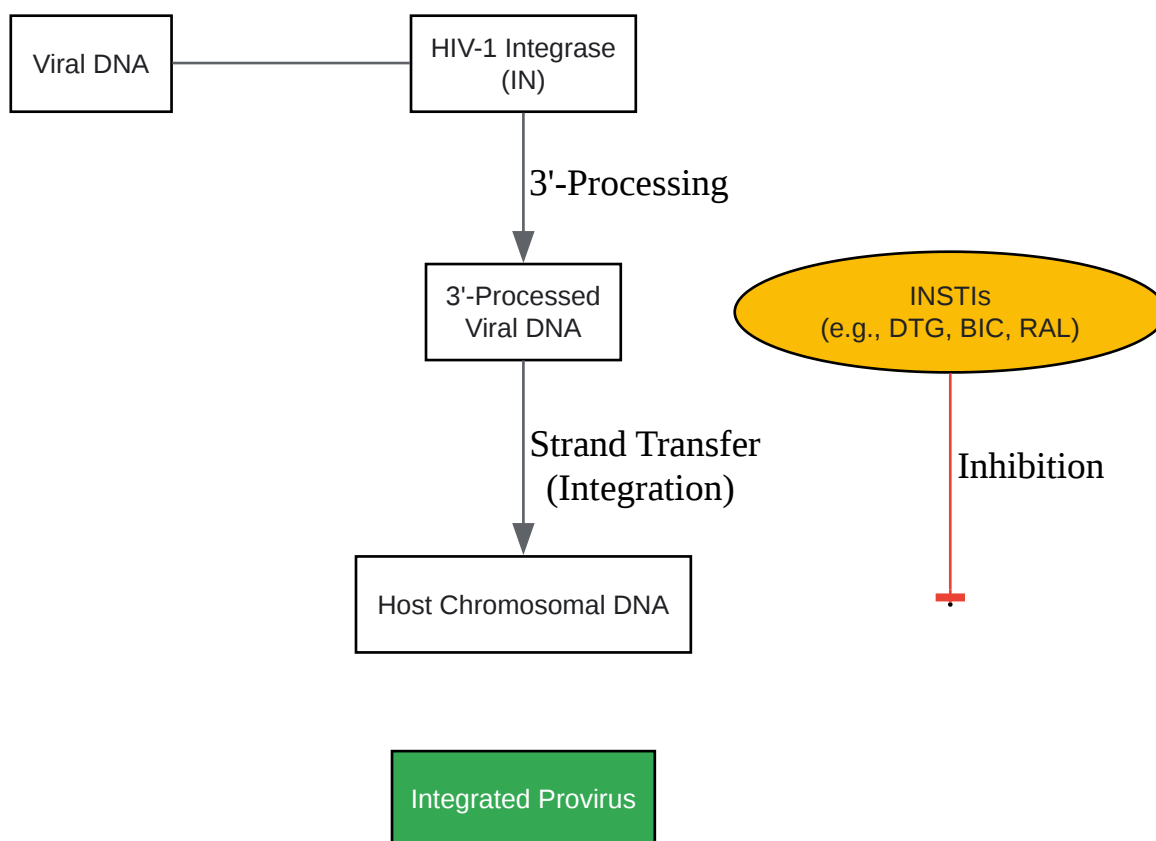 Viral DNA
HIV-1 Integrase
(IN)
3'-Processing
3'-Processed
Viral DNA
INSTIs
(e.g., DTG, BIC, RAL)
Strand Transfer
(Integration)
Inhibition
Host Chromosomal DNA
Integrated Provirus